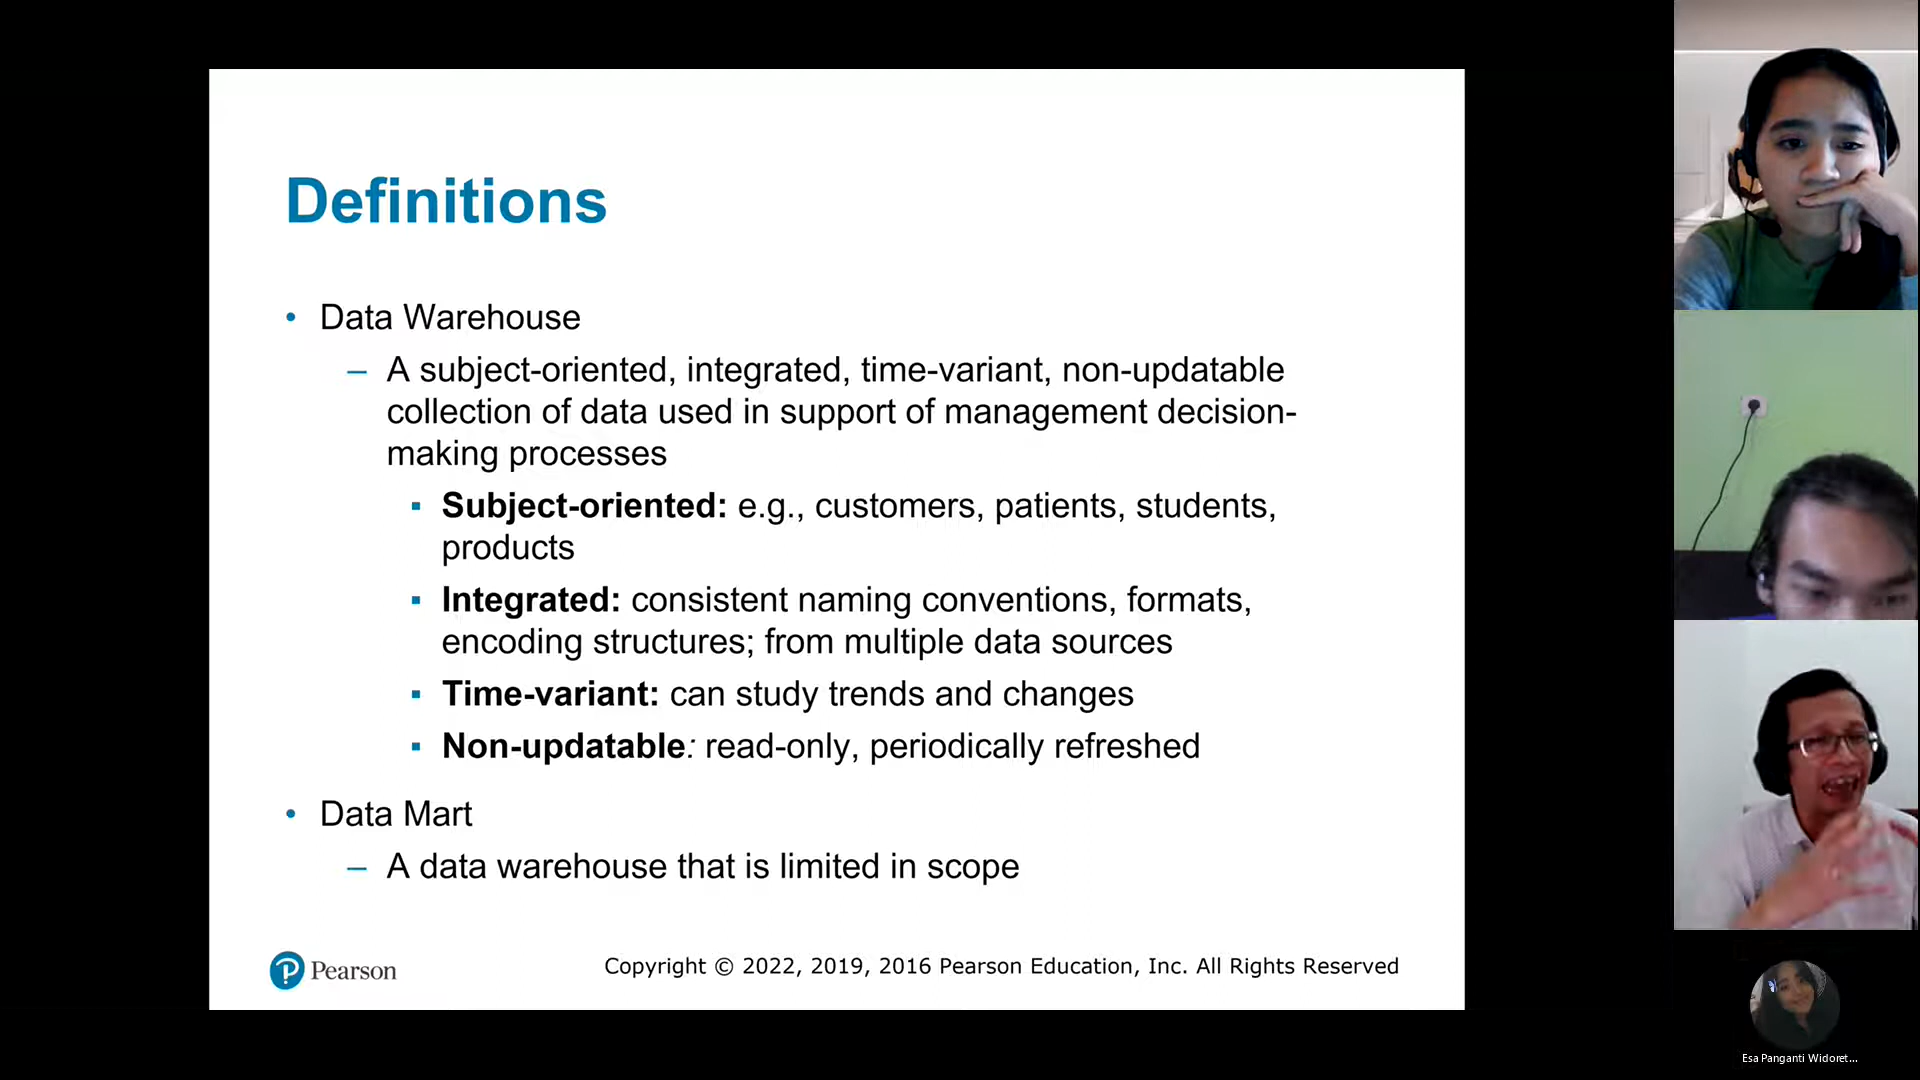 Definitions
• Data Warehouse
– A subject-oriented, integrated, time-variant, non-updatable
collection of data used in support of management decision-
making processes
▪ Subject-oriented: e.g., customers, patients, students,
products
▪ Integrated: consistent naming conventions, formats,
encoding structures; from multiple data sources
▪ Time-variant: can study trends and changes
▪ Non-updatable: read-only, periodically refreshed
• Data Mart
– A data warehouse that is limited in scope
Pearson
Copyright © 2022, 2019, 2016 Pearson Education, Inc. All Rights Reserved
Esa Panganti Widoret...